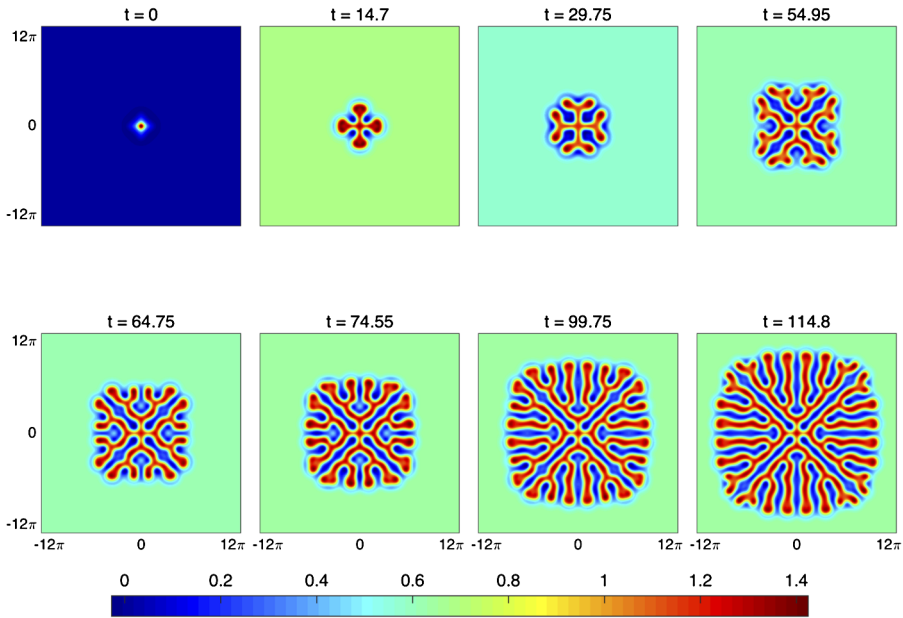 t = 0 t = 14.7 t = 29.75 t = 54.95
12π
0
-12π
t = 64.75 t = 74.55 t = 99.75 t = 114.8
12π
0
-12π
-12π 0 12π -12π 0 12π -12π 0 12π -12π 0 12π
0 0.2 0.4 0.6 0.8 1 1.2 1.4